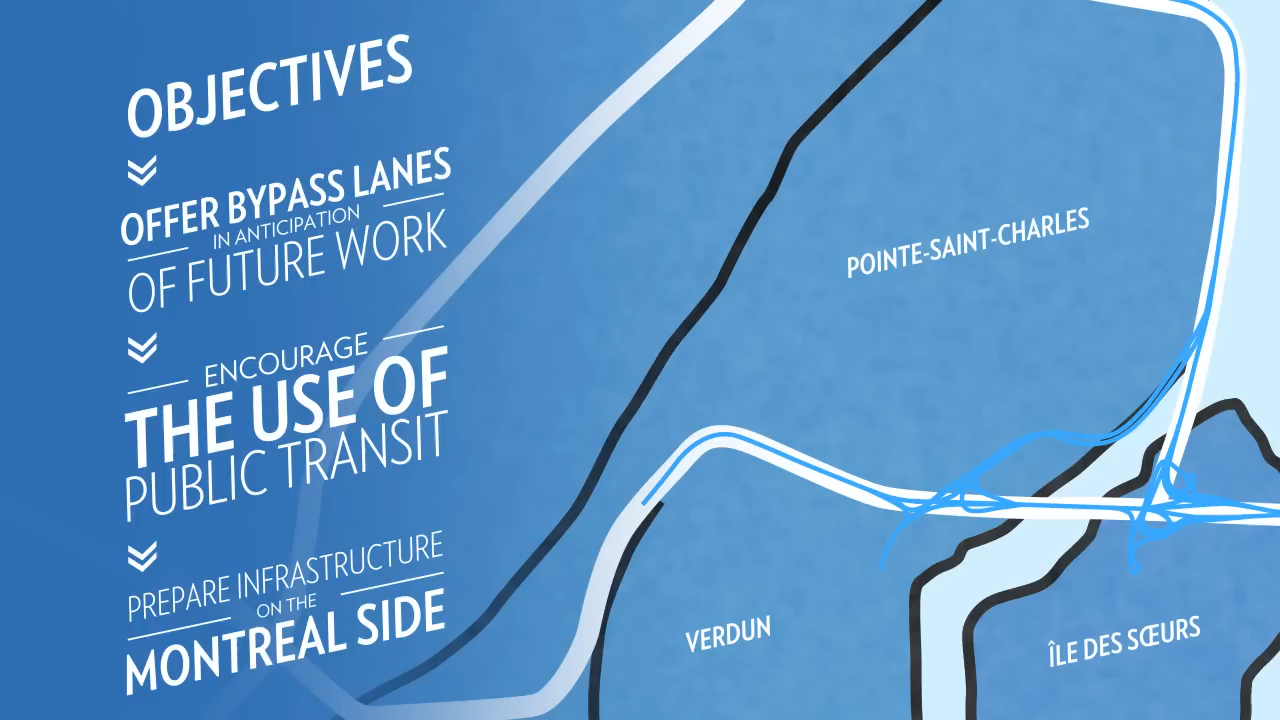 OBJECTIVES
OFFER BYPASS LANES
IN ANTICIPATION
OF FUTURE WORK
ENCOURAGE
THE USE OF
PUBLIC TRANSIT
PREPARE INFRASTRUCTURE
ON THE
MONTREAL SIDE
POINTE-SAINT-CHARLES
VERDUN
ÎLE DES SŒURS